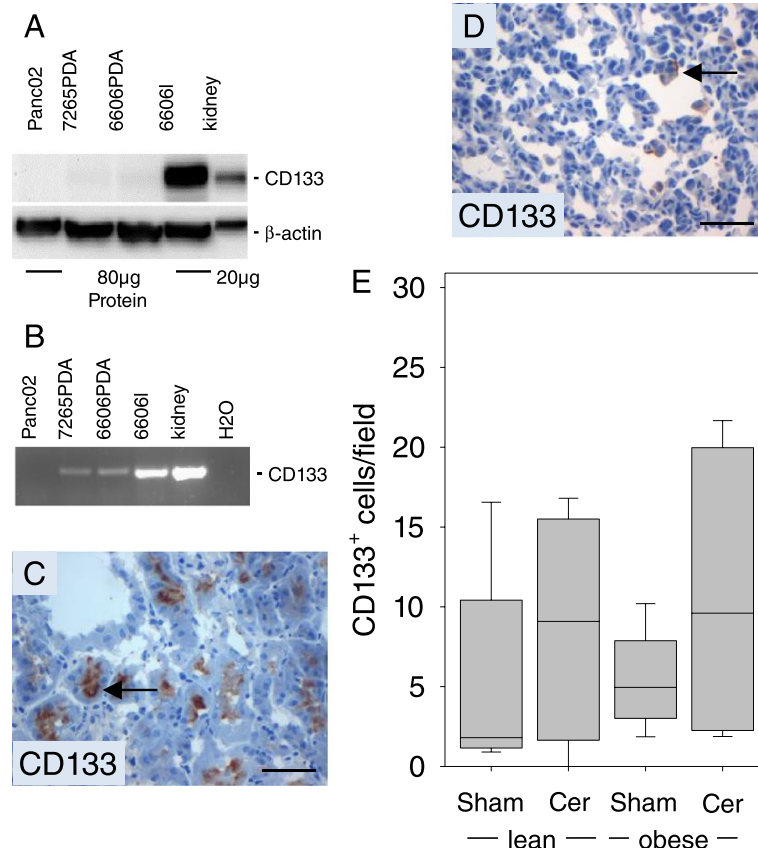 A
Panc02
7265PDA
6606PDA
6606l
kidney
- CD133
- β-actin
80μg
Protein
20μg
B
Panc02
7265PDA
6606PDA
6606l
kidney
H2O
- CD133
C
CD133
D
CD133
E
CD133+ cells/field
30
25
20
15
10
5
0
Sham Cer Sham Cer
lean obese